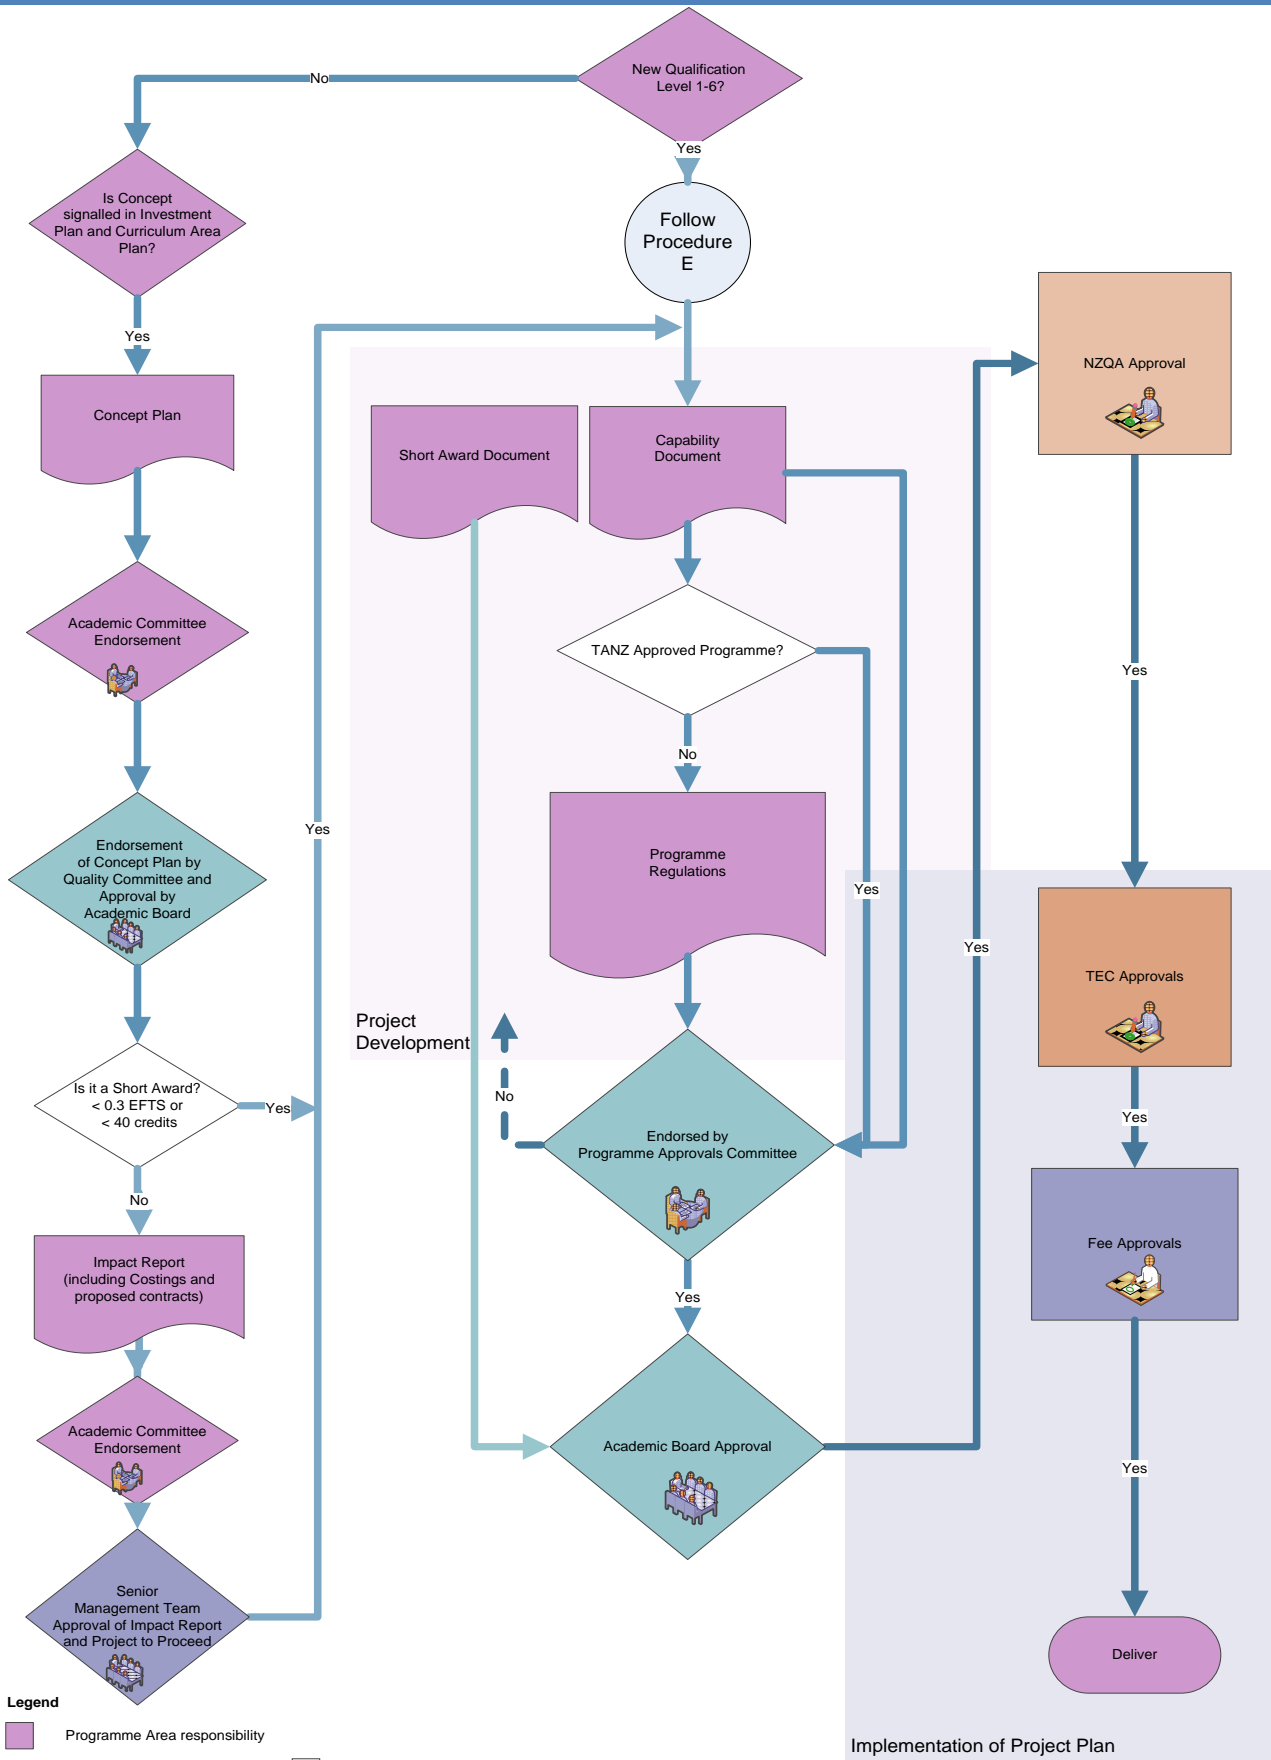 New Qualification
Level 1-6?
No
Yes
Is Concept
signalled in Investment
Plan and Curriculum Area
Plan?
Follow
Procedure
E
Yes
NZQA Approval
Concept Plan
Short Award Document
Capability
Document
Academic Committee
Endorsement
TANZ Approved Programme?
Yes
No
Yes
Endorsement
of Concept Plan by
Quality Committee and
Approval by
Academic Board
Programme
Regulations
Yes
Yes
TEC Approvals
Project
Development
Is it a Short Award?
< 0.3 EFTS or
< 40 credits
Yes
No
Endorsed by
Programme Approvals Committee
Yes
No
Impact Report
(including Costings and
proposed contracts)
Fee Approvals
Yes
Academic Committee
Endorsement
Academic Board Approval
Yes
Senior
Management Team
Approval of Impact Report
and Project to Proceed
Deliver
Legend
Programme Area responsibility
Implementation of Project Plan